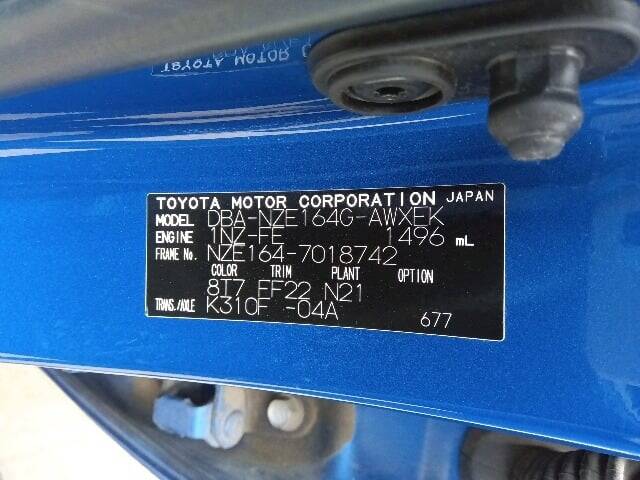 TOYOTA MOTOR CORPORATION JAPAN
MODEL DBA-NZE164G-AWXEK
ENGINE 1NZ-FE 1496 mL
FRAME No. NZE164-7018742
COLOR TRIM PLANT OPTION
8T7 FF22 N21
TRANS./AXLE K310F -04A
677